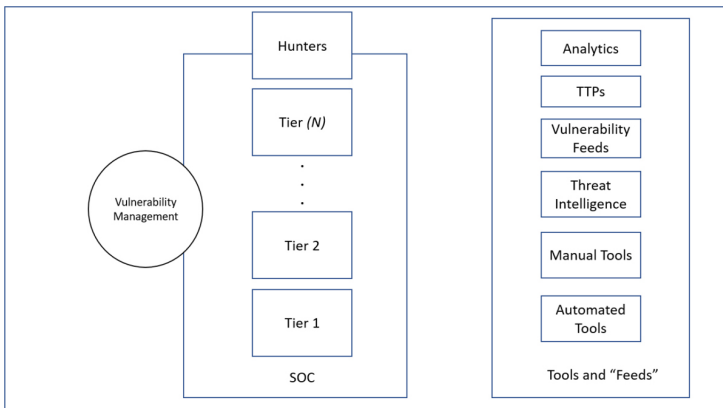 Hunters
Tier (N)
.
.
.
Vulnerability
Management
Tier 2
Tier 1
SOC
Analytics
TTPs
Vulnerability
Feeds
Threat
Intelligence
Manual Tools
Automated
Tools
Tools and “Feeds”